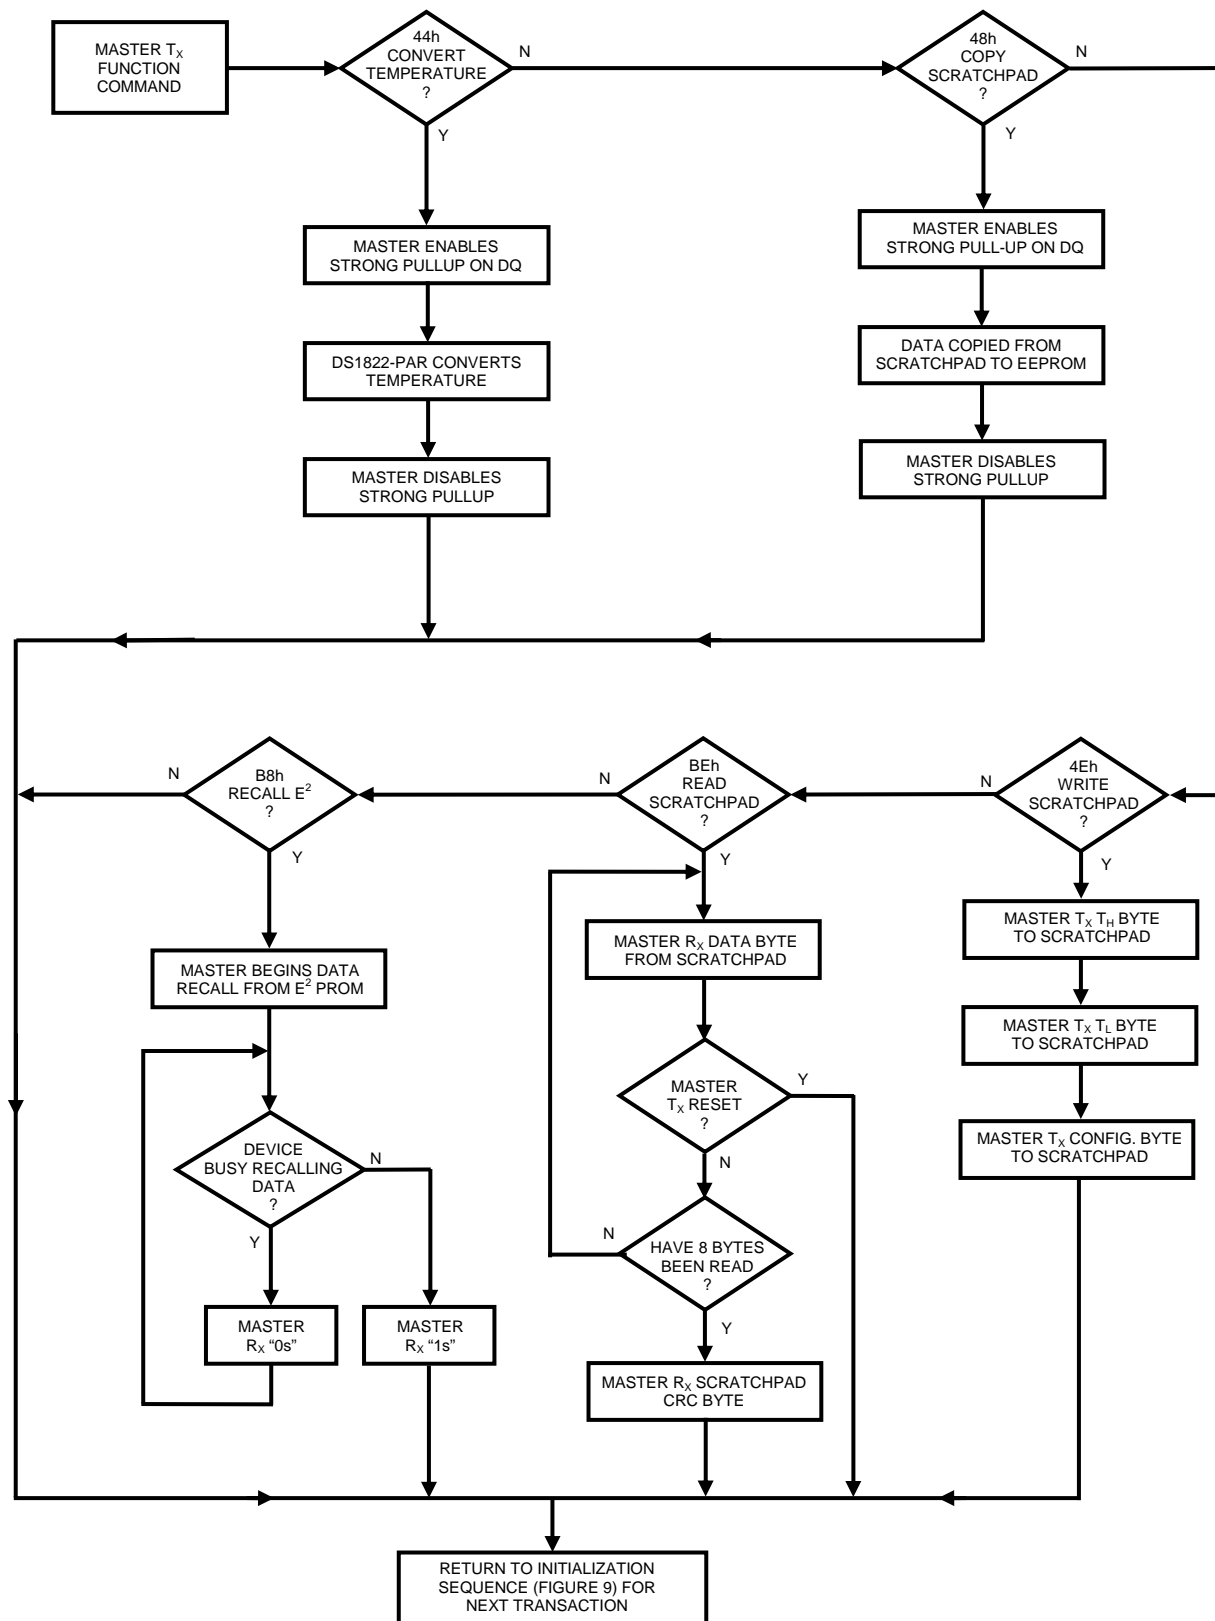 MASTER TX
FUNCTION
COMMAND
44h
CONVERT
TEMPERATURE
?
N
Y
48h
COPY
SCRATCHPAD
?
N
Y
MASTER ENABLES
STRONG PULLUP ON DQ
MASTER ENABLES
STRONG PULL-UP ON DQ
DS1822-PAR CONVERTS
TEMPERATURE
DATA COPIED FROM
SCRATCHPAD TO EEPROM
MASTER DISABLES
STRONG PULLUP
MASTER DISABLES
STRONG PULLUP
N
B8h
RECALL E²
?
Y
N
BEh
READ
SCRATCHPAD
?
Y
N
4Eh
WRITE
SCRATCHPAD
?
Y
MASTER BEGINS DATA
RECALL FROM E² PROM
DEVICE
BUSY RECALLING
DATA
?
N
Y
MASTER
RX “0s”
MASTER
RX “1s”
MASTER RX DATA BYTE
FROM SCRATCHPAD
MASTER
TX RESET
?
Y
N
HAVE 8 BYTES
BEEN READ
?
N
Y
MASTER RX SCRATCHPAD
CRC BYTE
MASTER TX TH BYTE
TO SCRATCHPAD
MASTER TX TL BYTE
TO SCRATCHPAD
MASTER TX CONFIG. BYTE
TO SCRATCHPAD
RETURN TO INITIALIZATION
SEQUENCE (FIGURE 9) FOR
NEXT TRANSACTION